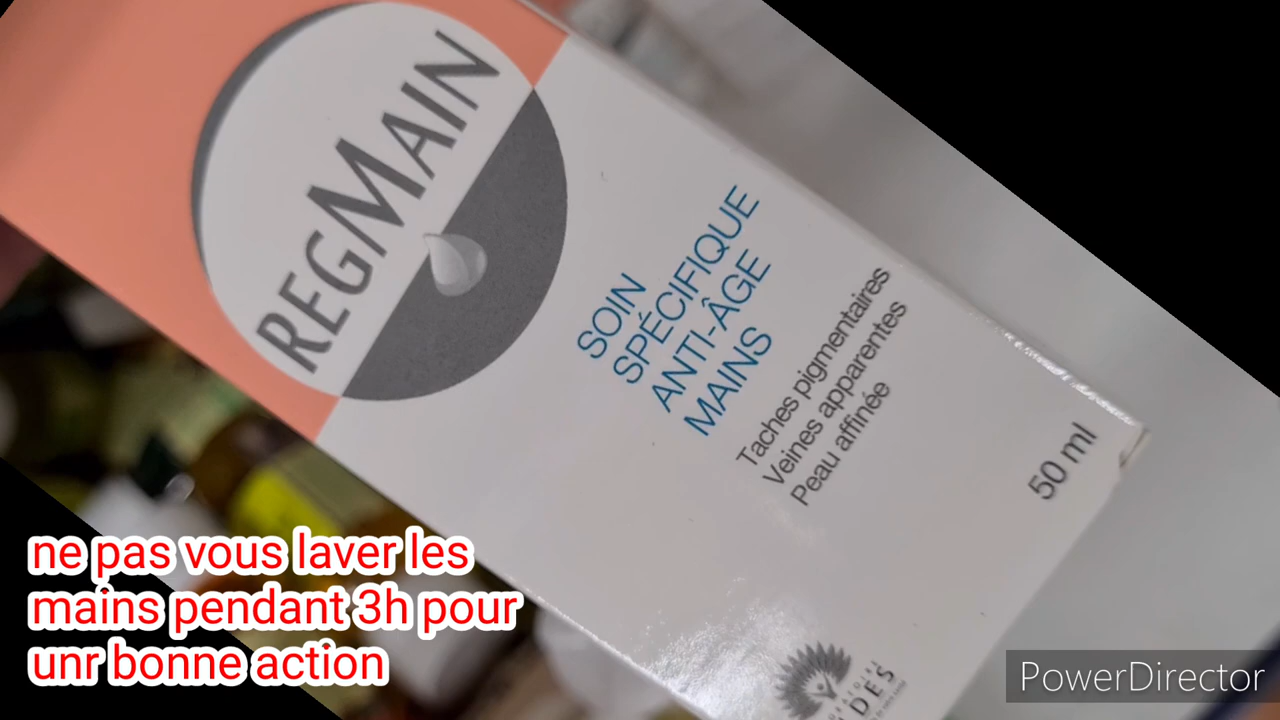 REGMAIN
SOIN
SPÉCIFIQUE
ANTI-ÂGE
MAINS
Taches pigmentaires
Veines apparentes
Peau affinée
50 ml
ne pas vous laver les
mains pendant 3h pour
unr bonne action
PowerDirector